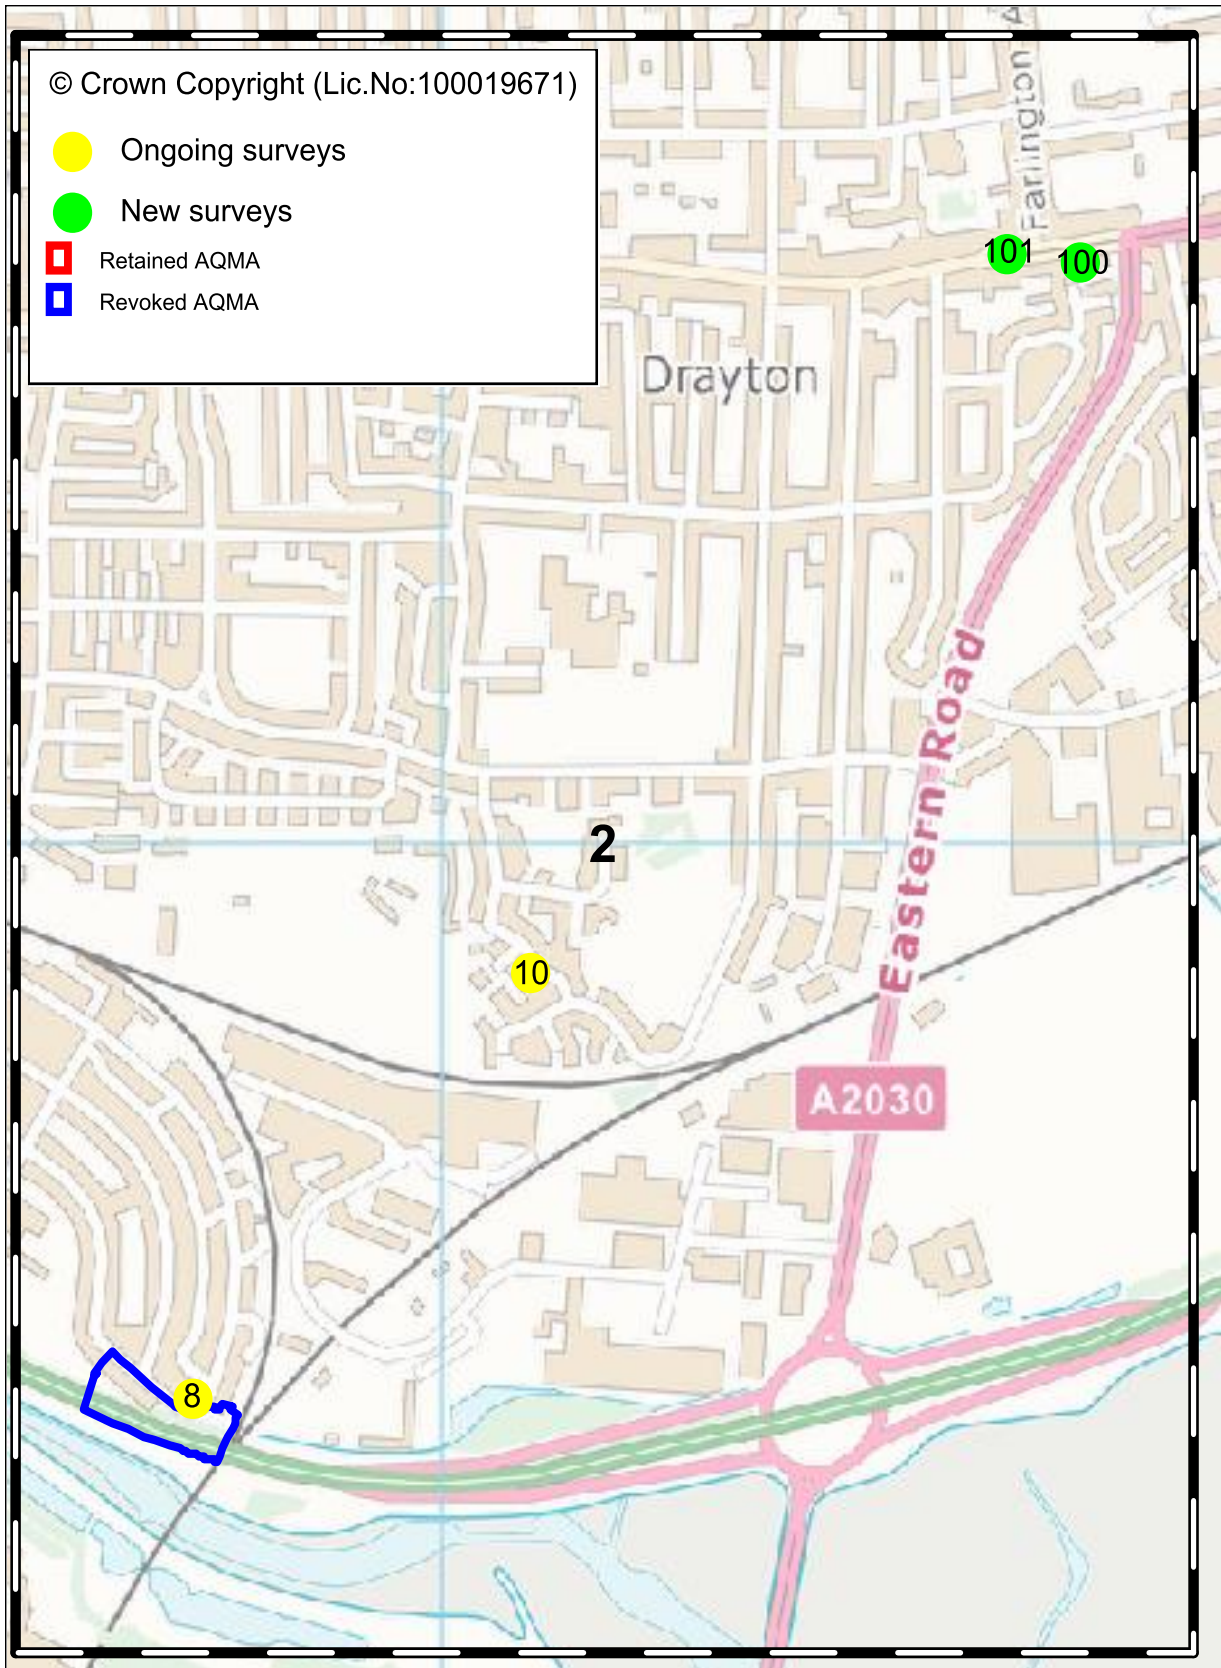 © Crown Copyright (Lic.No:100019671)
Ongoing surveys
New surveys
Retained AQMA
Revoked AQMA
Farlington A
101
100
Drayton
Eastern Road
2
10
A2030
8